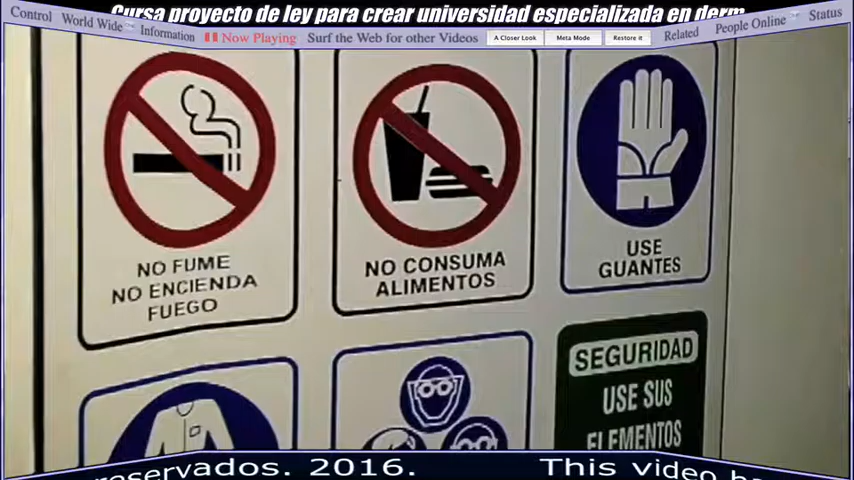 Cursa proyecto de ley para crear universidad especializada en derm
Control World Wide Information Now Playing Surf the Web for other Videos A Closer Look Meta Mode Restore it Related People Online Status
NO FUME
NO ENCIENDA
FUEGO
NO CONSUMA
ALIMENTOS
USE
GUANTES
SEGURIDAD
USE SUS
ELEMENTOS
reservados. 2016. This video